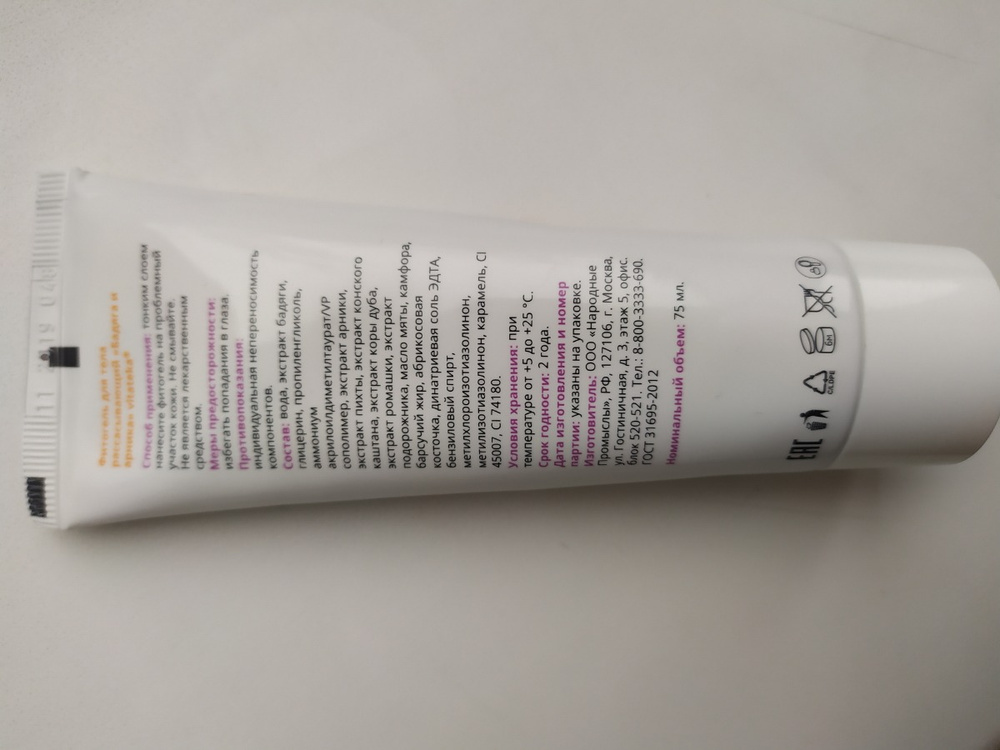 Фитогель для тела
рассасывающий «Бадяга и
арника» vitateka®
Способ применения: тонким слоем
нанесите фитогель на проблемный
участок кожи. Не смывайте.
Не является лекарственным
средством.
Меры предосторожности:
избегать попадания в глаза.
Противопоказания:
индивидуальная непереносимость
компонентов.
Состав: вода, экстракт бадяги,
глицерин, пропиленгликоль,
аммониум
акрилоилдиметилтаурат/VP
сополимер, экстракт арники,
экстракт пихты, экстракт конского
каштана, экстракт коры дуба,
экстракт ромашки, экстракт
подорожника, масло мяты, камфора,
барсучий жир, абрикосовая
косточка, динатриевая соль ЭДТА,
бензиловый спирт,
метилхлороизотиазолинон,
метилизотиазолинон, карамель, CI
45007, CI 74180.
Условия хранения: при
температуре от +5 до +25 °C.
Срок годности: 2 года.
Дата изготовления и номер
партии: указаны на упаковке.
Изготовитель: ООО «Народные
Промыслы», РФ, 127106, г. Москва,
ул. Гостиничная, д. 3, этаж 5, офис.
блок 520-521. Тел.: 8-800-3333-690.
ГОСТ 31695-2012
Номинальный объем: 75 мл.
EAC
6M